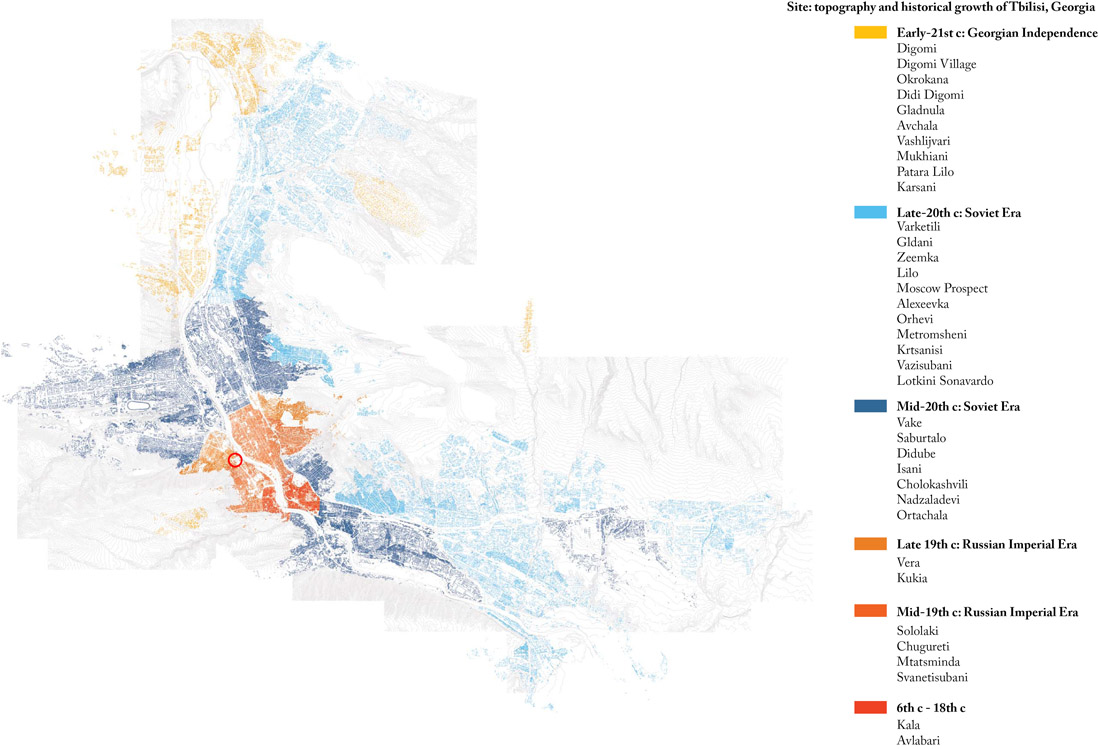 Site: topography and historical growth of Tbilisi, Georgia
Early-21st c: Georgian Independence
Digomi
Digomi Village
Okrokana
Didi Digomi
Gladnula
Avchala
Vashlijvari
Mukhiani
Patara Lilo
Karsani
Late-20th c: Soviet Era
Varketili
Gldani
Zeemka
Lilo
Moscow Prospect
Alexeevka
Orhevi
Metromsheni
Krtsanisi
Vazisubani
Lotkini Sonavardo
Mid-20th c: Soviet Era
Vake
Saburtalo
Didube
Isani
Cholokashvili
Nadzaladevi
Ortachala
Late 19th c: Russian Imperial Era
Vera
Kukia
Mid-19th c: Russian Imperial Era
Sololaki
Chugureti
Mtatsminda
Svanetisubani
6th c - 18th c
Kala
Avlabari